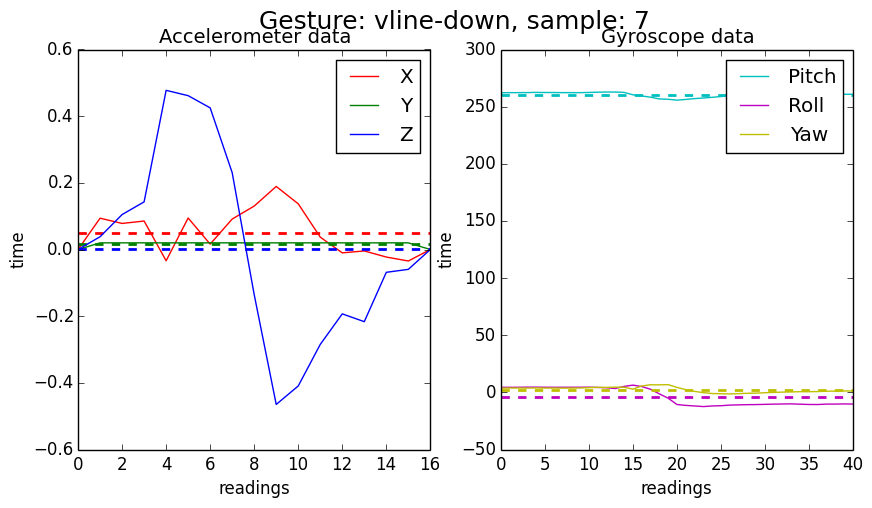 Gesture: vline-down, sample: 7
Accelerometer data
Gyroscope data
0.6
0.4
0.2
0.0
−0.2
−0.4
−0.6
time
X
Y
Z
0 2 4 6 8 10 12 14 16
readings
300
250
200
150
100
50
0
−50
time
Pitch
Roll
Yaw
0 5 10 15 20 25 30 35 40
readings